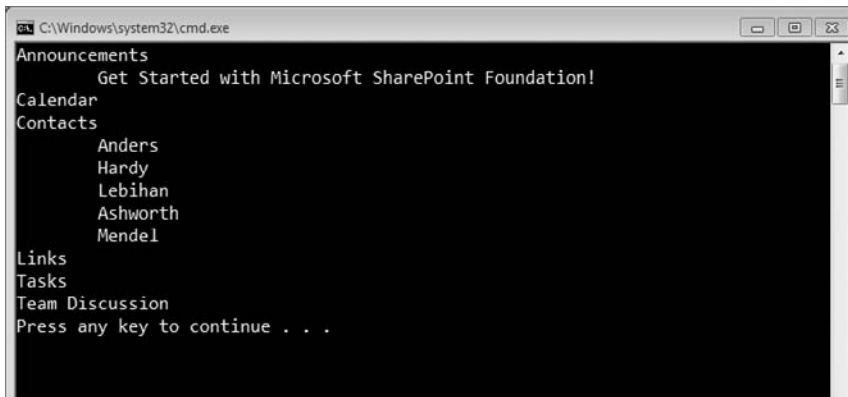 C:\Windows\system32\cmd.exe
Announcements
Get Started with Microsoft SharePoint Foundation!
Calendar
Contacts
Anders
Hardy
Lebihan
Ashworth
Mendel
Links
Tasks
Team Discussion
Press any key to continue . . .